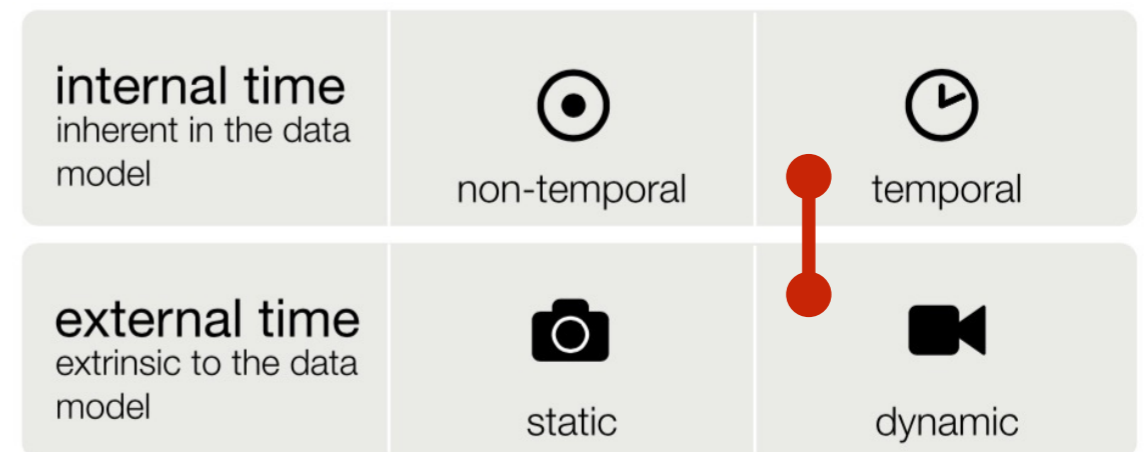 internal time
inherent in the data
model
non-temporal
temporal
external time
extrinsic to the data
model
static
dynamic